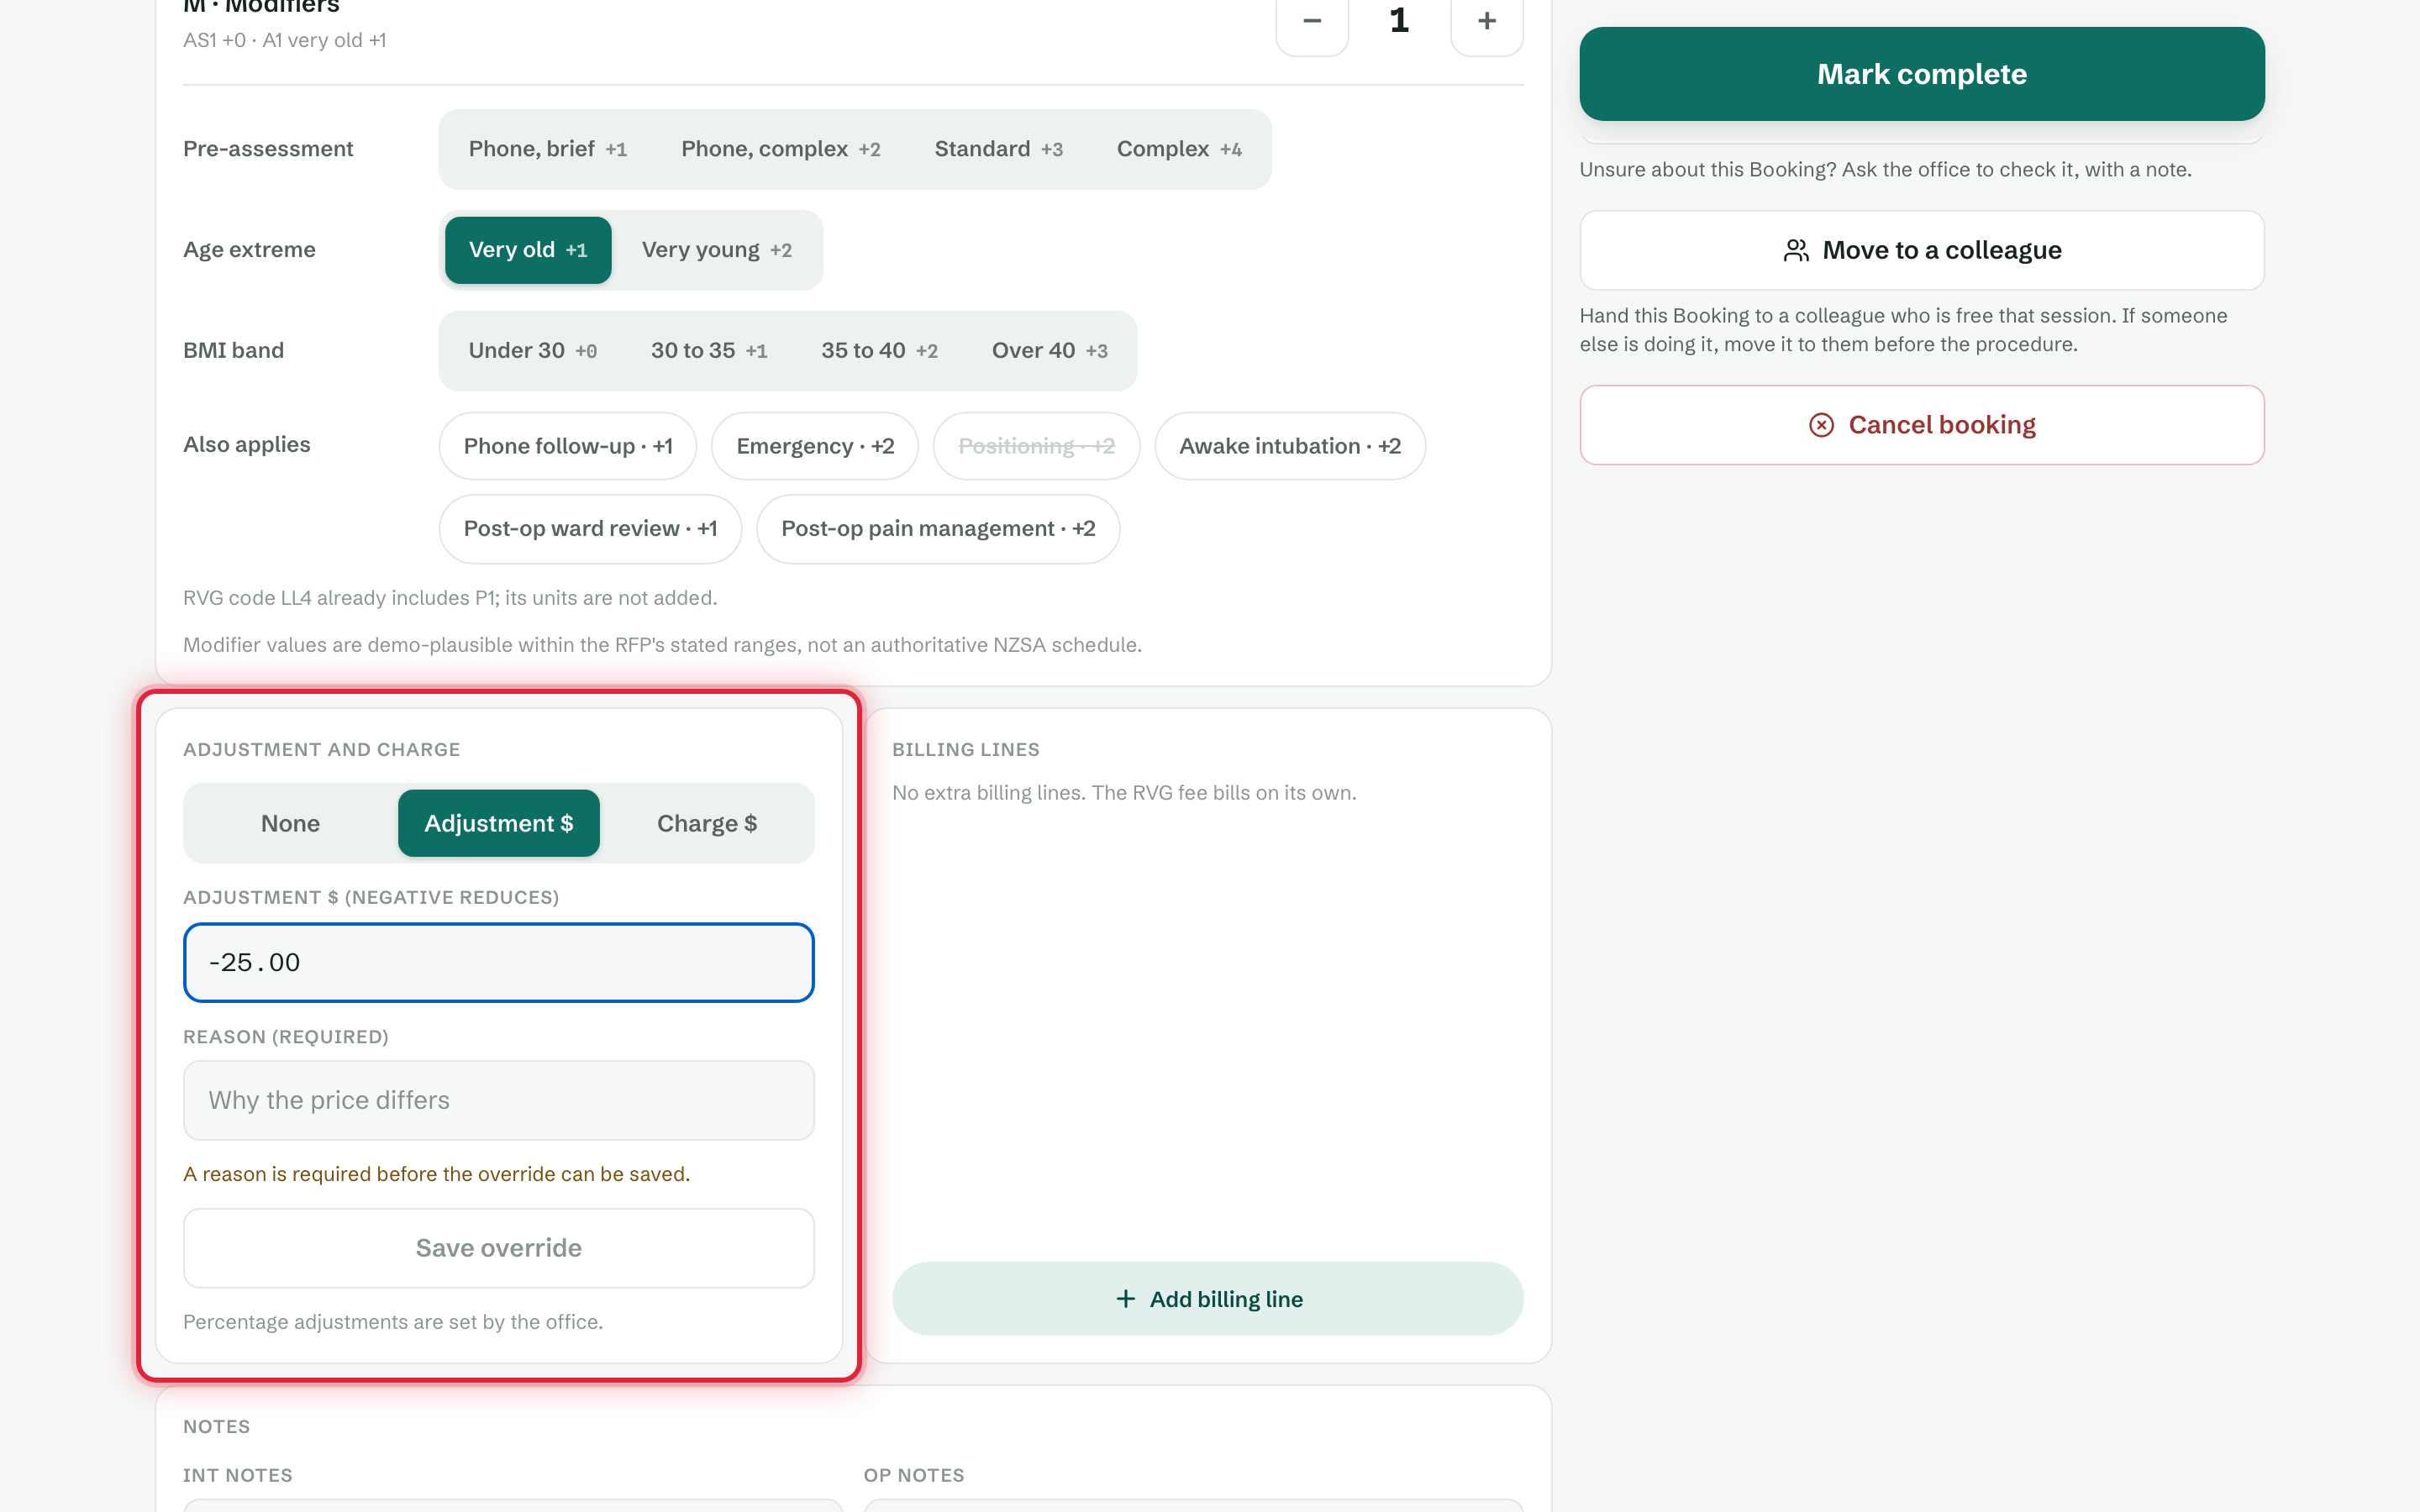 M · Modifiers
AS1 +0 · A1 very old +1
− 1 +
Pre-assessment
Phone, brief +1
Phone, complex +2
Standard +3
Complex +4
Age extreme
Very old +1
Very young +2
BMI band
Under 30 +0
30 to 35 +1
35 to 40 +2
Over 40 +3
Also applies
Phone follow-up · +1
Emergency · +2
Positioning · +2
Awake intubation · +2
Post-op ward review · +1
Post-op pain management · +2
RVG code LL4 already includes P1; its units are not added.
Modifier values are demo-plausible within the RFP's stated ranges, not an authoritative NZSA schedule.
ADJUSTMENT AND CHARGE
None
Adjustment $
Charge $
ADJUSTMENT $ (NEGATIVE REDUCES)
-25.00
REASON (REQUIRED)
Why the price differs
A reason is required before the override can be saved.
Save override
Percentage adjustments are set by the office.
BILLING LINES
No extra billing lines. The RVG fee bills on its own.
+ Add billing line
NOTES
INT NOTES
OP NOTES
Mark complete
Unsure about this Booking? Ask the office to check it, with a note.
Move to a colleague
Hand this Booking to a colleague who is free that session. If someone
else is doing it, move it to them before the procedure.
Cancel booking